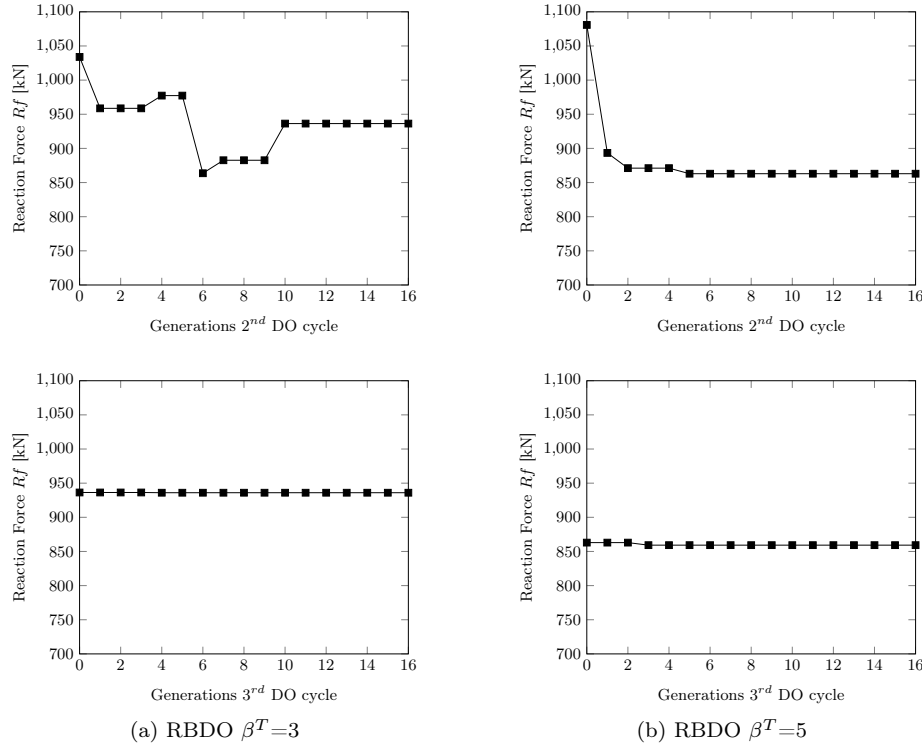 1,100
1,050
1,000
950
900
850
800
750
700
Reaction Force Rf [kN]
0 2 4 6 8 10 12 14 16
Generations 2nd DO cycle
1,100
1,050
1,000
950
900
850
800
750
700
Reaction Force Rf [kN]
0 2 4 6 8 10 12 14 16
Generations 2nd DO cycle
1,100
1,050
1,000
950
900
850
800
750
700
Reaction Force Rf [kN]
0 2 4 6 8 10 12 14 16
Generations 3rd DO cycle
(a) RBDO βT=3
1,100
1,050
1,000
950
900
850
800
750
700
Reaction Force Rf [kN]
0 2 4 6 8 10 12 14 16
Generations 3rd DO cycle
(b) RBDO βT=5